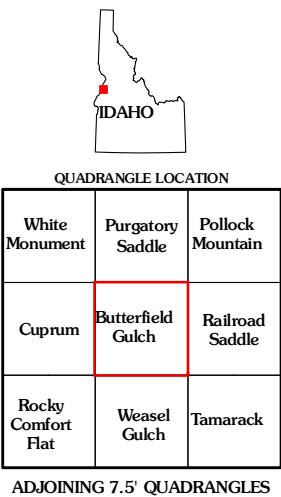 IDAHO
QUADRANGLE LOCATION
White
Monument
Purgatory
Saddle
Pollock
Mountain
Cuprum
Butterfield
Gulch
Railroad
Saddle
Rocky
Comfort
Flat
Weasel
Gulch
Tamarack
ADJOINING 7.5' QUADRANGLES